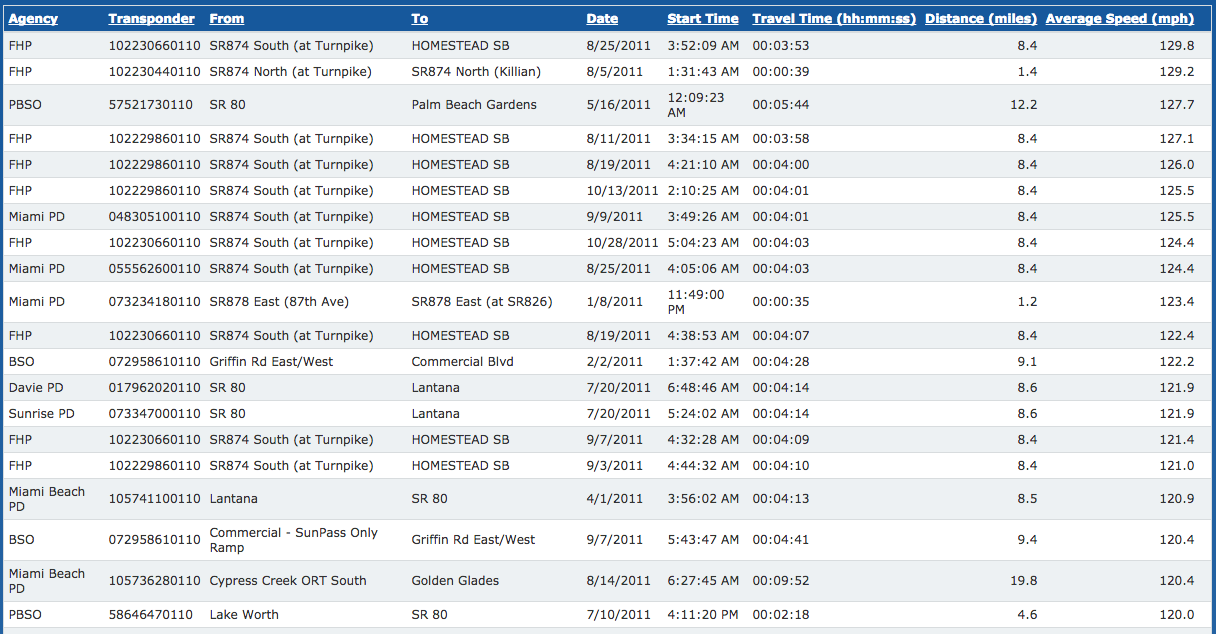 Agency Transponder From To Date Start Time Travel Time (hh:mm:ss) Distance (miles) Average Speed (mph)
FHP 102230660110 SR874 South (at Turnpike) HOMESTEAD SB 8/25/2011 3:52:09 AM 00:03:53 8.4 129.8
FHP 102230440110 SR874 North (at Turnpike) SR874 North (Killian) 8/5/2011 1:31:43 AM 00:00:39 1.4 129.2
PBSO 57521730110 SR 80 Palm Beach Gardens 5/16/2011 12:09:23 AM 00:05:44 12.2 127.7
FHP 102229860110 SR874 South (at Turnpike) HOMESTEAD SB 8/11/2011 3:34:15 AM 00:03:58 8.4 127.1
FHP 102229860110 SR874 South (at Turnpike) HOMESTEAD SB 8/19/2011 4:21:10 AM 00:04:00 8.4 126.0
FHP 102229860110 SR874 South (at Turnpike) HOMESTEAD SB 10/13/2011 2:10:25 AM 00:04:01 8.4 125.5
Miami PD 048305100110 SR874 South (at Turnpike) HOMESTEAD SB 9/9/2011 3:49:26 AM 00:04:01 8.4 125.5
FHP 102230660110 SR874 South (at Turnpike) HOMESTEAD SB 10/28/2011 5:04:23 AM 00:04:03 8.4 124.4
Miami PD 055562600110 SR874 South (at Turnpike) HOMESTEAD SB 8/25/2011 4:05:06 AM 00:04:03 8.4 124.4
Miami PD 073234180110 SR878 East (87th Ave) SR878 East (at SR826) 1/8/2011 11:49:00 PM 00:00:35 1.2 123.4
FHP 102230660110 SR874 South (at Turnpike) HOMESTEAD SB 8/19/2011 4:38:53 AM 00:04:07 8.4 122.4
BSO 072958610110 Griffin Rd East/West Commercial Blvd 2/2/2011 1:37:42 AM 00:04:28 9.1 122.2
Davie PD 017962020110 SR 80 Lantana 7/20/2011 6:48:46 AM 00:04:14 8.6 121.9
Sunrise PD 073347000110 SR 80 Lantana 7/20/2011 5:24:02 AM 00:04:14 8.6 121.9
FHP 102230660110 SR874 South (at Turnpike) HOMESTEAD SB 9/7/2011 4:32:28 AM 00:04:09 8.4 121.4
FHP 102229860110 SR874 South (at Turnpike) HOMESTEAD SB 9/3/2011 4:44:32 AM 00:04:10 8.4 121.0
Miami Beach PD 105741100110 Lantana SR 80 4/1/2011 3:56:02 AM 00:04:13 8.5 120.9
BSO 072958610110 Commercial - SunPass Only Ramp Griffin Rd East/West 9/7/2011 5:43:47 AM 00:04:41 9.4 120.4
Miami Beach PD 105736280110 Cypress Creek ORT South Golden Glades 8/14/2011 6:27:45 AM 00:09:52 19.8 120.4
PBSO 58646470110 Lake Worth SR 80 7/10/2011 4:11:20 PM 00:02:18 4.6 120.0